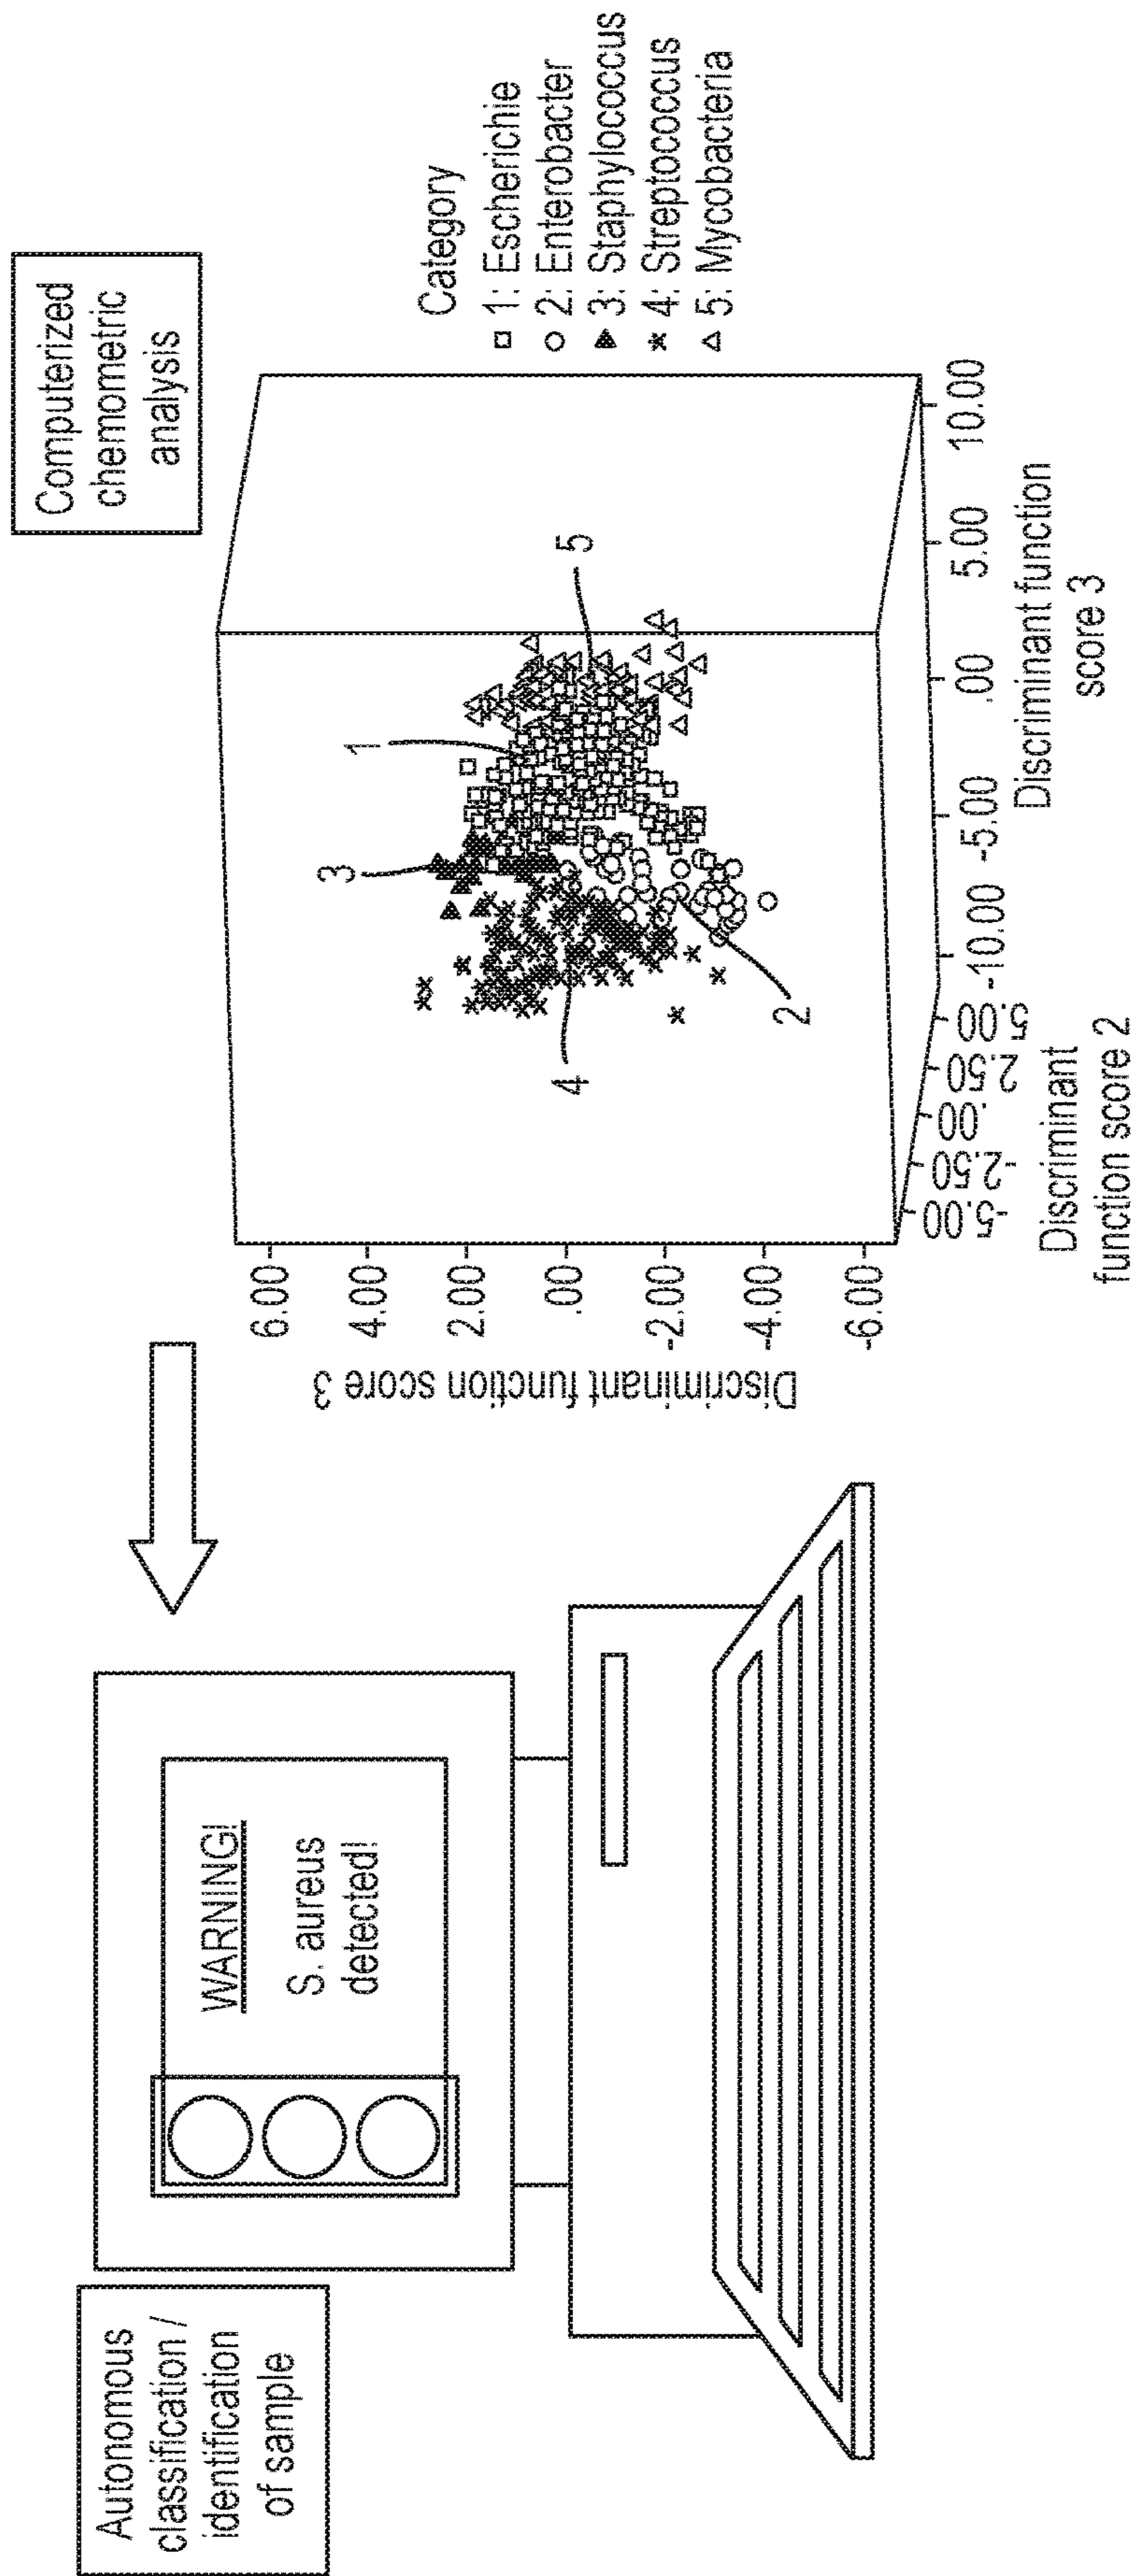 Autonomous
classification /
identification
of sample
WARNING!
S. aureus
detected!
Computerized
chemometric
analysis
Discriminant function score 3
6.00
4.00
2.00
.00
-2.00
-4.00
-6.00
1
2
3
4
5
-5.00
-2.50
.00
2.50
5.00
Discriminant
function score 2
-10.00
-5.00
.00
5.00
10.00
Discriminant function
score 3
Category
1: Escherichie
2: Enterobacter
3: Staphylococcus
4: Streptococcus
5: Mycobacteria